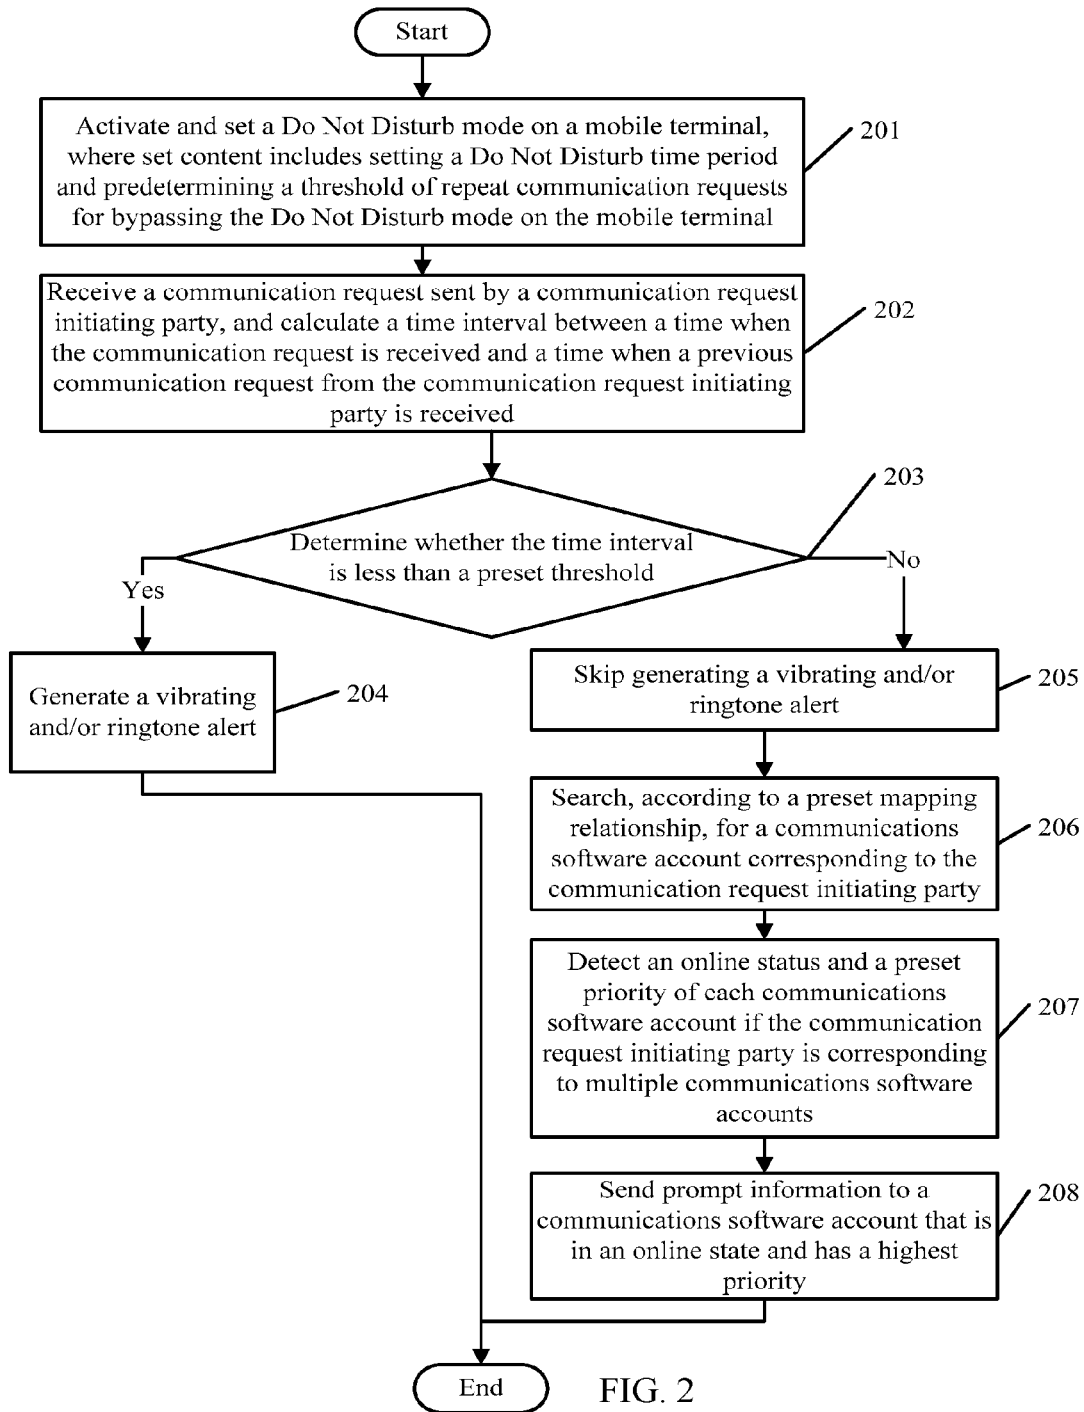 Start
Activate and set a Do Not Disturb mode on a mobile terminal,
where set content includes setting a Do Not Disturb time period
and predetermining a threshold of repeat communication requests
for bypassing the Do Not Disturb mode on the mobile terminal
201
Receive a communication request sent by a communication request
initiating party, and calculate a time interval between a time when
the communication request is received and a time when a previous
communication request from the communication request initiating
party is received
202
203
Determine whether the time interval
is less than a preset threshold
Yes
No
Generate a vibrating
and/or ringtone alert
204
Skip generating a vibrating and/or
ringtone alert
205
Search, according to a preset mapping
relationship, for a communications
software account corresponding to the
communication request initiating party
206
Detect an online status and a preset
priority of each communications
software account if the communication
request initiating party is corresponding
to multiple communications software
accounts
207
Send prompt information to a
communications software account that is
in an online state and has a highest
priority
208
End
FIG. 2